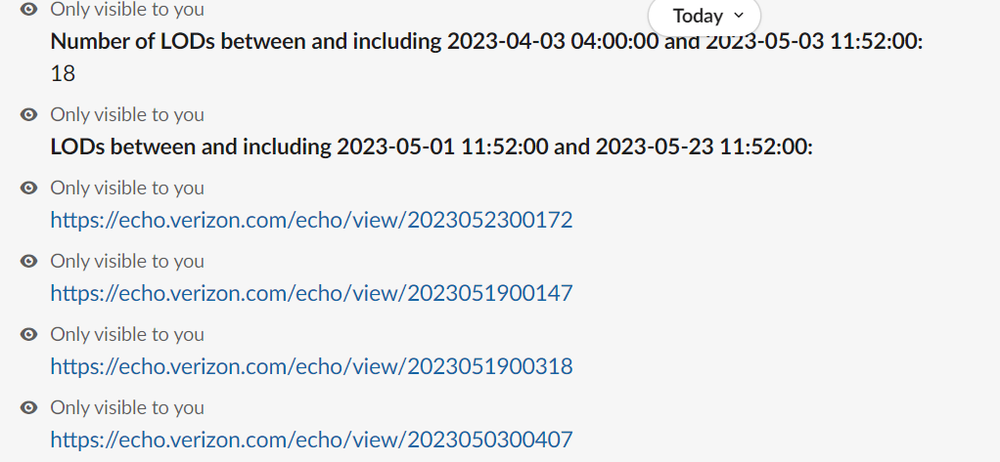 Only visible to you
Today
Number of LODs between and including 2023-04-03 04:00:00 and 2023-05-03 11:52:00:
18
Only visible to you
LODs between and including 2023-05-01 11:52:00 and 2023-05-23 11:52:00:
Only visible to you
https://echo.verizon.com/echo/view/2023052300172
Only visible to you
https://echo.verizon.com/echo/view/2023051900147
Only visible to you
https://echo.verizon.com/echo/view/2023051900318
Only visible to you
https://echo.verizon.com/echo/view/2023050300407